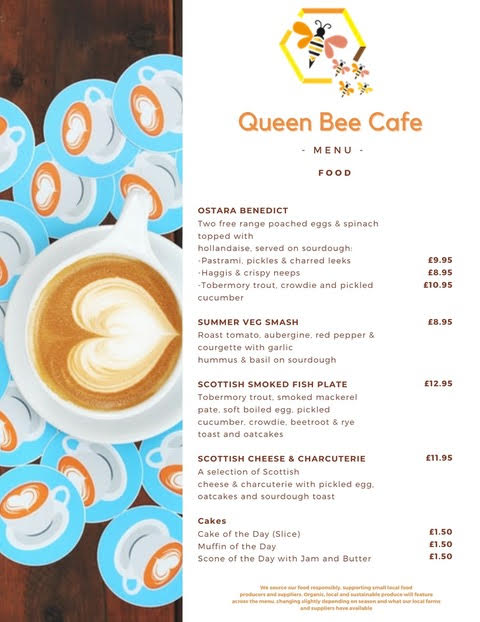 Queen Bee Cafe
- MENU -
FOOD
OSTARA BENEDICT
Two free range poached eggs & spinach
topped with
hollandaise, served on sourdough:
-Pastrami, pickles & charred leeks £9.95
-Haggis & crispy neeps £8.95
-Tobermory trout, crowdie and pickled £10.95
cucumber
SUMMER VEG SMASH £8.95
Roast tomato, aubergine, red pepper &
courgette with garlic
hummus & basil on sourdough
SCOTTISH SMOKED FISH PLATE £12.95
Tobermory trout, smoked mackerel
pate, soft boiled egg, pickled
cucumber, crowdie, beetroot & rye
toast and oatcakes
SCOTTISH CHEESE & CHARCUTERIE £11.95
A selection of Scottish
cheese & charcuterie with pickled egg,
oatcakes and sourdough toast
Cakes
Cake of the Day (Slice) £1.50
Muffin of the Day £1.50
Scone of the Day with Jam and Butter £1.50
We source our food responsibly, supporting small local food
producers and suppliers. Organic, local and sustainable produce will feature
across the menu, changing slightly depending on season and what our local farms
and suppliers have available